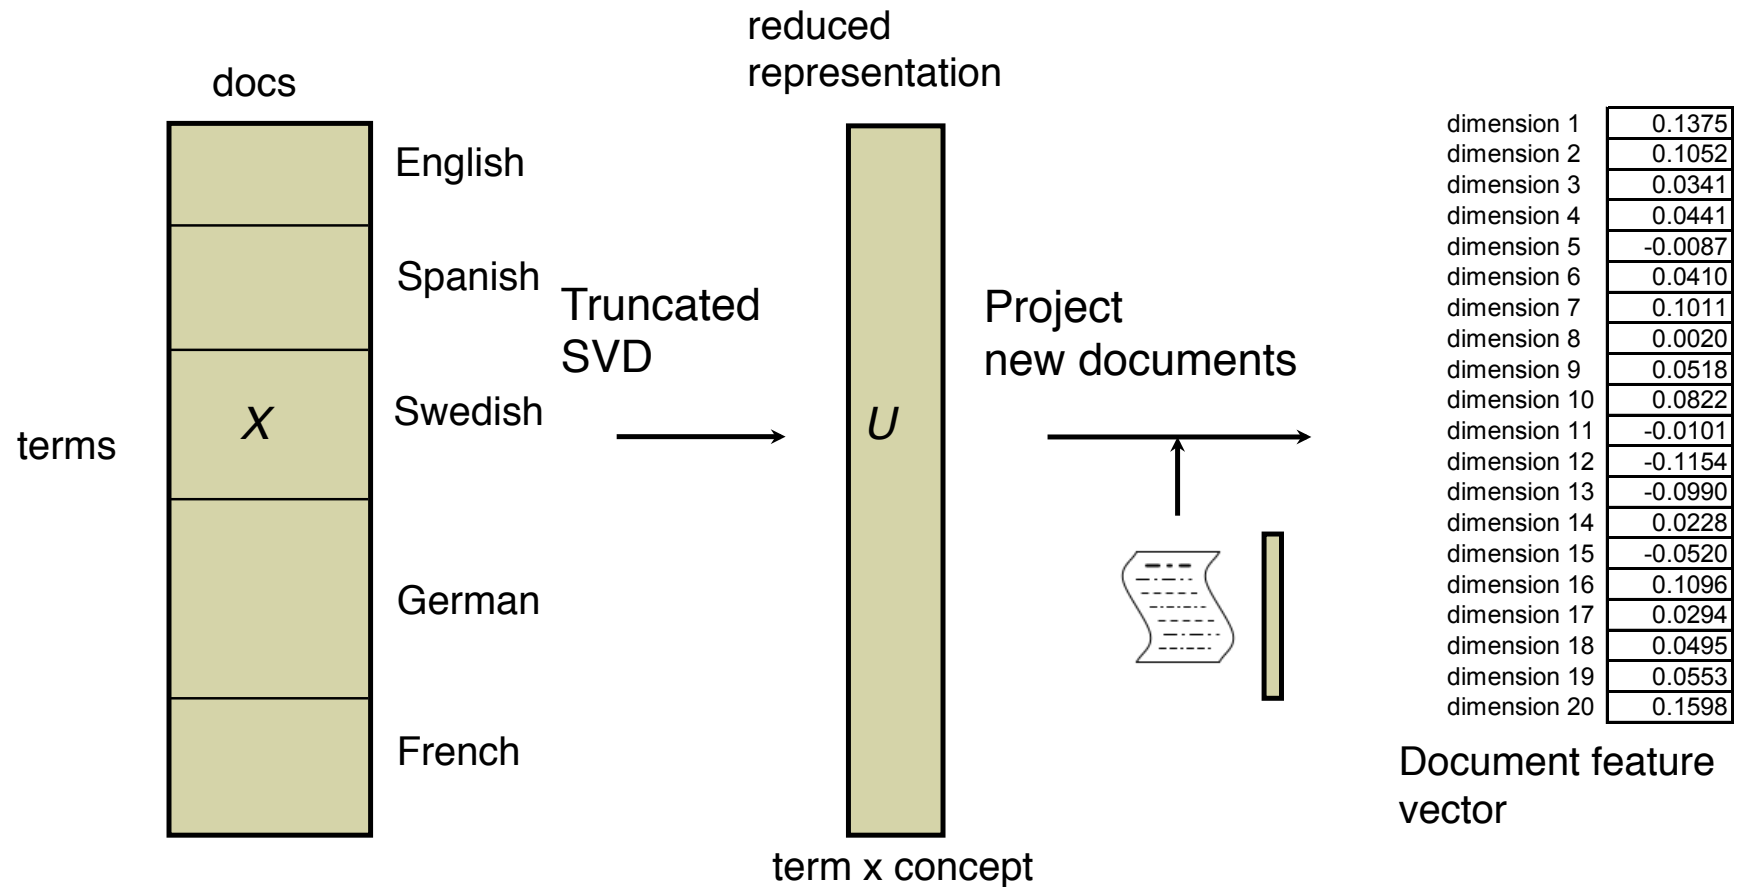 reduced
representation
docs
English
Spanish
Swedish
German
French
terms
X
Truncated
SVD
U
term x concept
Project
new documents
dimension 1 0.1375
dimension 2 0.1052
dimension 3 0.0341
dimension 4 0.0441
dimension 5 -0.0087
dimension 6 0.0410
dimension 7 0.1011
dimension 8 0.0020
dimension 9 0.0518
dimension 10 0.0822
dimension 11 -0.0101
dimension 12 -0.1154
dimension 13 -0.0990
dimension 14 0.0228
dimension 15 -0.0520
dimension 16 0.1096
dimension 17 0.0294
dimension 18 0.0495
dimension 19 0.0553
dimension 20 0.1598
Document feature
vector